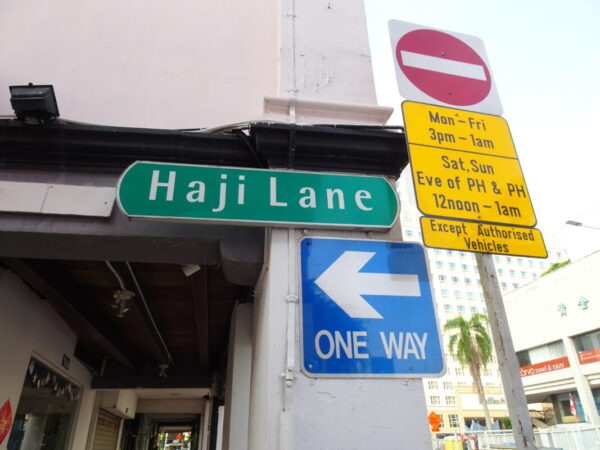 Haji Lane
ONE WAY
Mon-Fri
3pm-1am
Sat,Sun
Eve of PH & PH
12noon-1am
Except Authorised
Vehicles